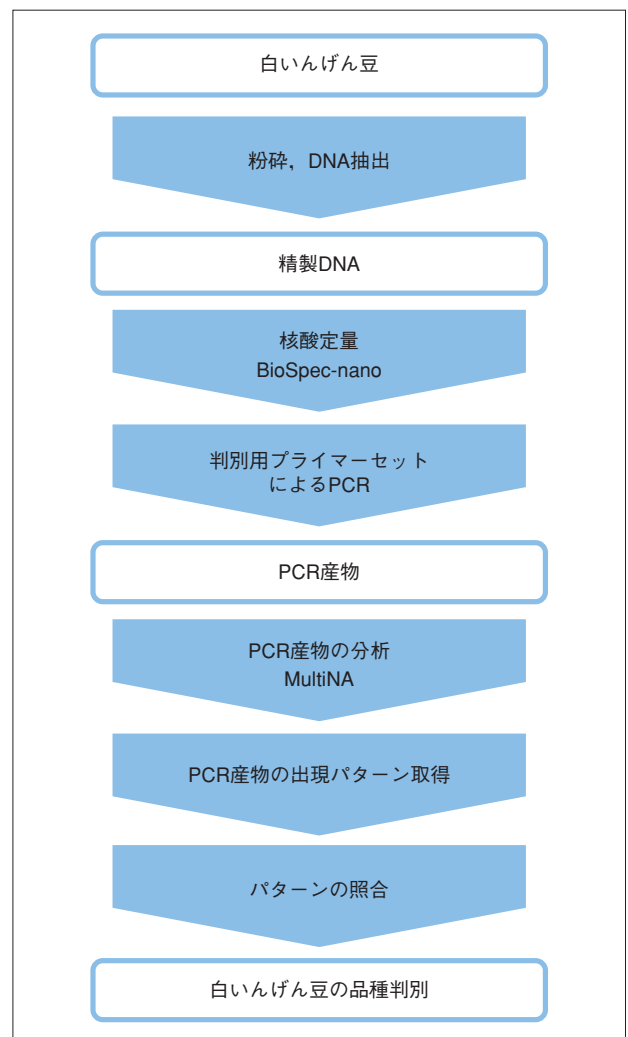 白いんげん豆
粉砕，DNA抽出
精製DNA
核酸定量
BioSpec-nano
判別用プライマーセット
によるPCR
PCR産物
PCR産物の分析
MultiNA
PCR産物の出現パターン取得
パターンの照合
白いんげん豆の品種判別